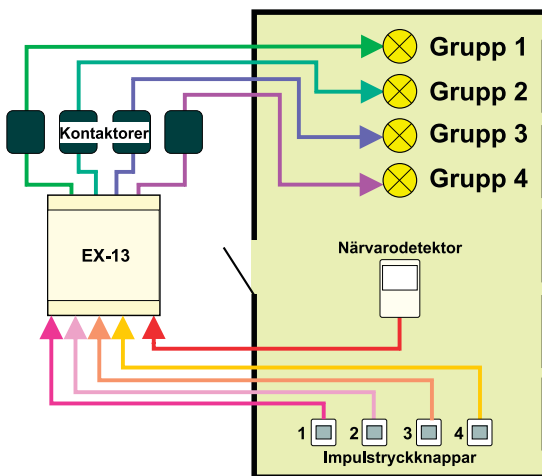 Grupp 1
Grupp 2
Kontaktorer
Grupp 3
Grupp 4
EX-13
Närvarodetektor
1 2 3 4
Impulstryckknappar